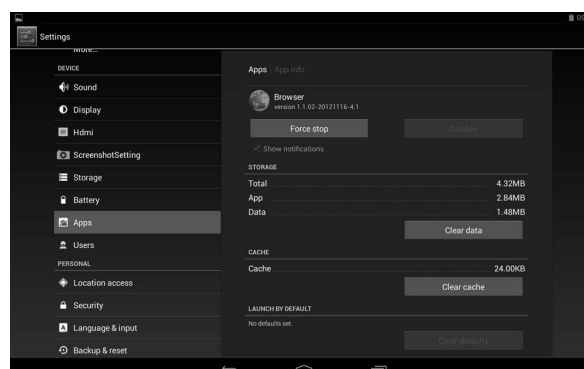 09
Settings
More...
DEVICE
Sound
Display
Hdmi
ScreenshotSetting
Storage
Battery
Apps
Users
PERSONAL
Location access
Security
Language & input
Backup & reset
Apps App info
Browser
version 1.1.02-20121116-4.1
Force stop Disable
Show notifications
STORAGE
Total 4.32MB
App 2.84MB
Data 1.48MB
Clear data
CACHE
Cache 24.00KB
Clear cache
LAUNCH BY DEFAULT
No defaults set.
Clear defaults